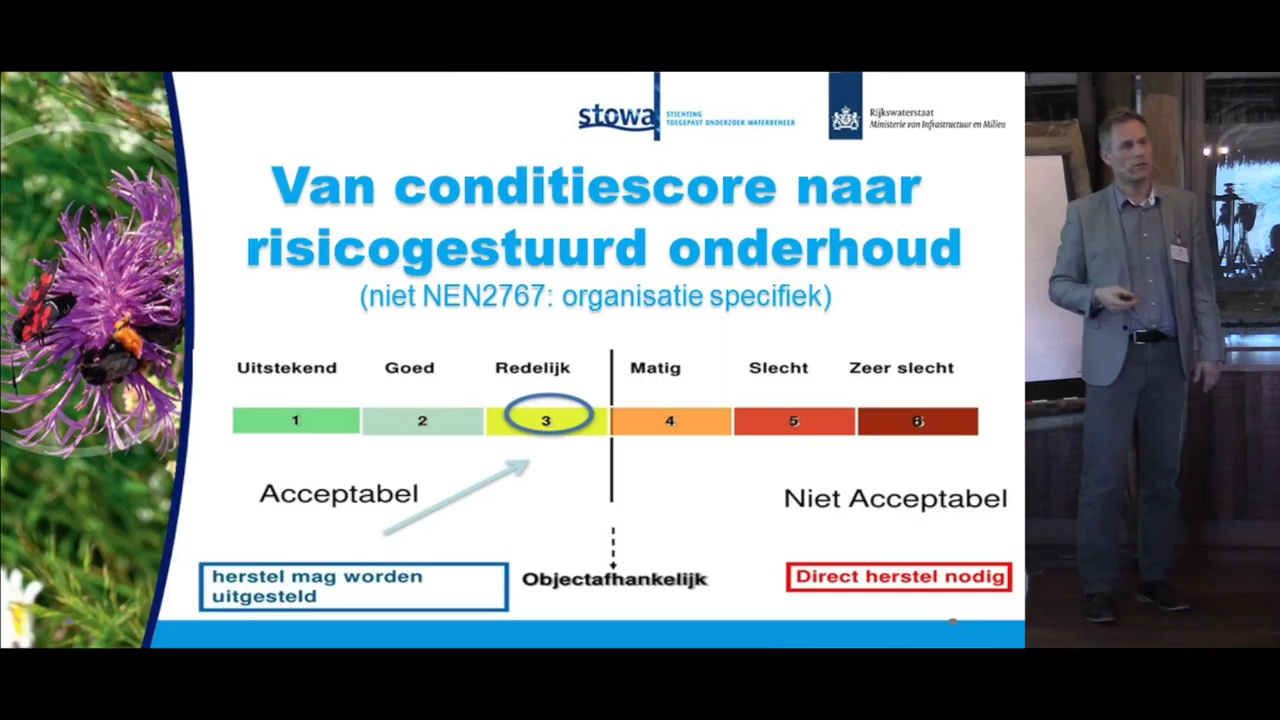 stowa
STICHTING
TOEGEPAST ONDERZOEK WATERBEHEER
Rijkswaterstaat
Ministerie van Infrastructuur en Milieu
Van conditiescore naar
risicogestuurd onderhoud
(niet NEN2767: organisatie specifiek)
Uitstekend Goed Redelijk Matig Slecht Zeer slecht
1 2 3 4 5 6
Acceptabel
Niet Acceptabel
herstel mag worden
uitgesteld
Objectafhankelijk
Direct herstel nodig